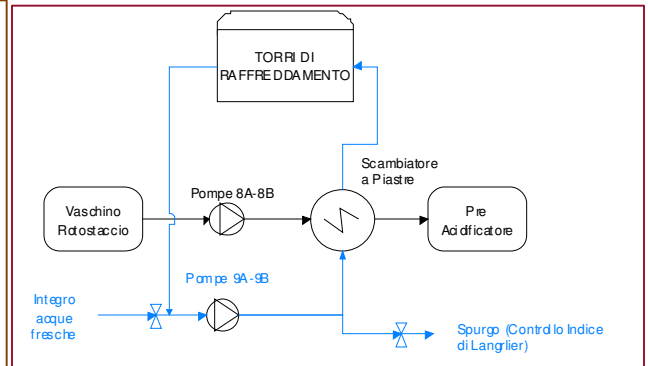 TORRI DI
RAFFREDDAMENTO
Scambiatore
a Piastre
Pompe 8A-8B
Vaschino
Rotostaccio
Pre
Acidificatore
Pompe 9A-9B
Integro
acque
fresche
Spurgo (Controllo Indice
di Langrlier)